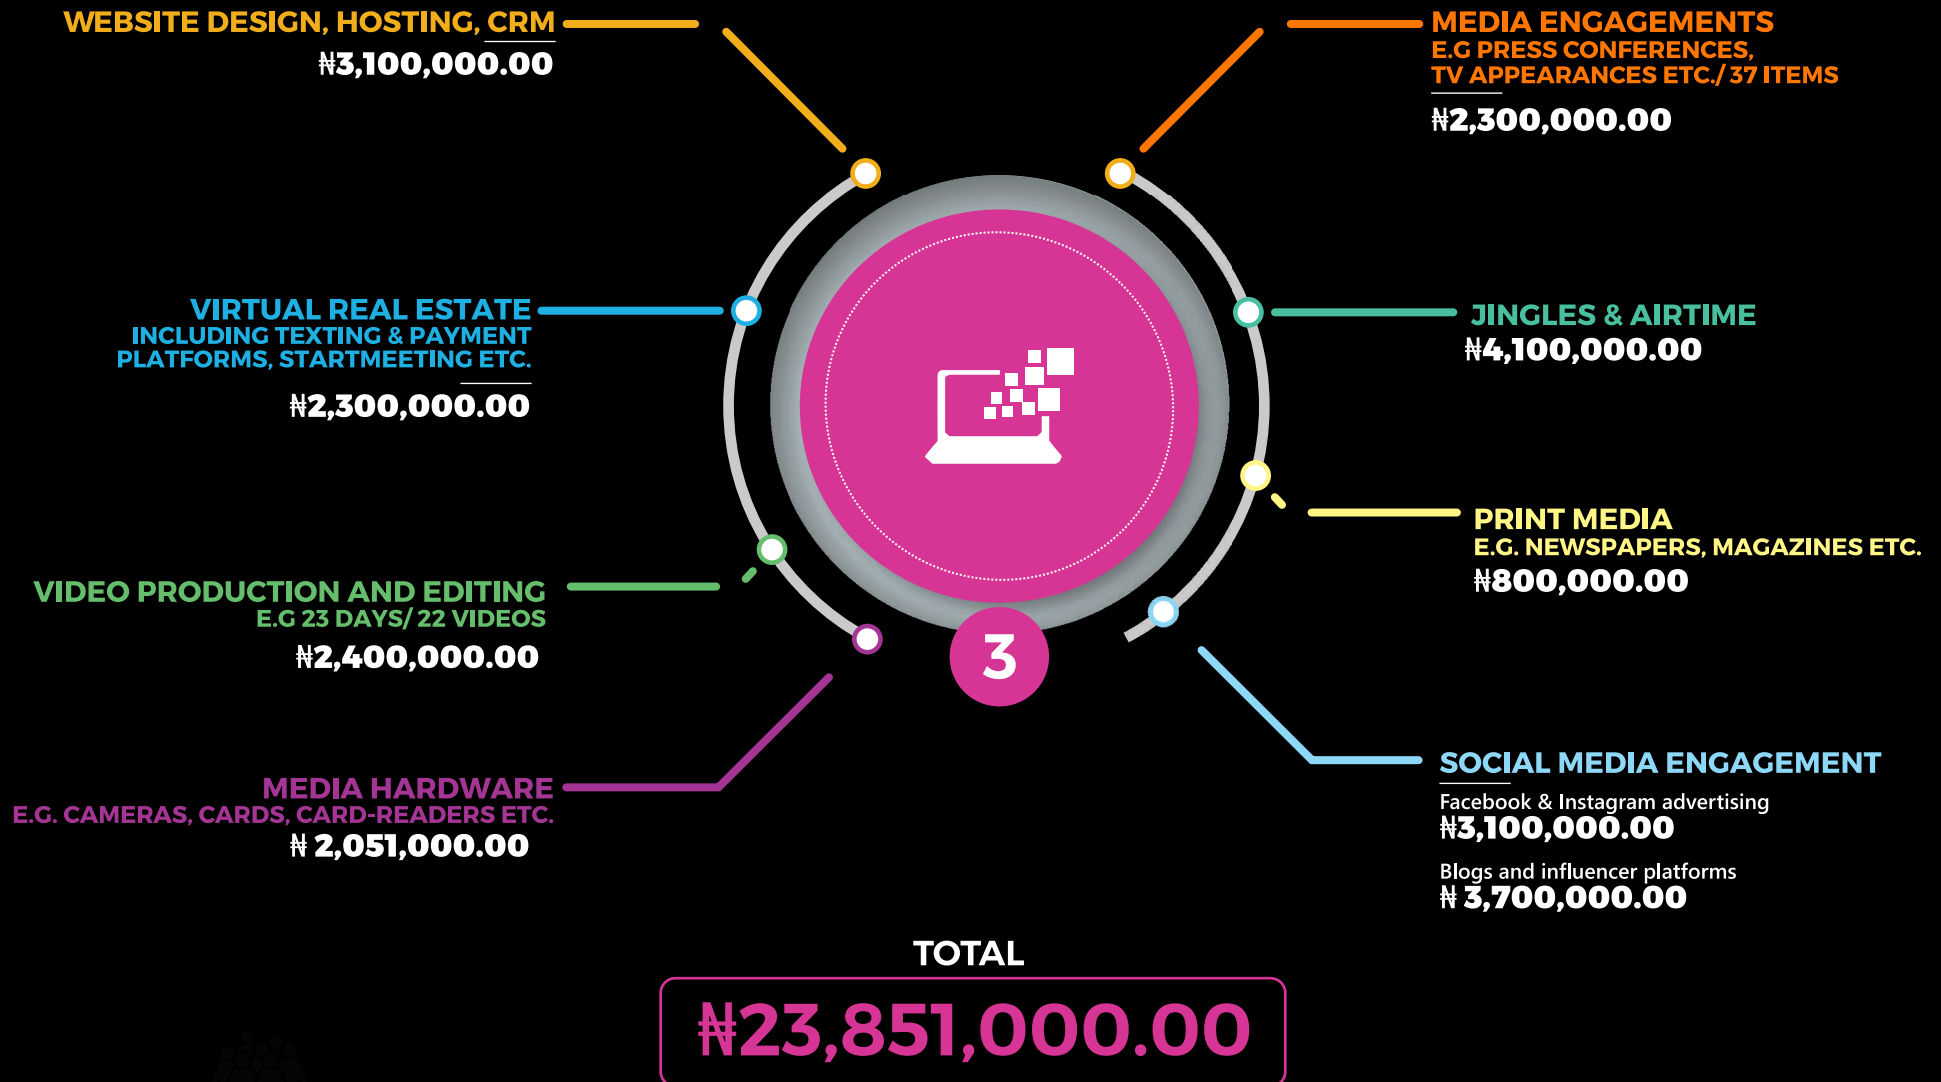 WEBSITE DESIGN, HOSTING, CRM
₦3,100,000.00
VIRTUAL REAL ESTATE
INCLUDING TEXTING & PAYMENT
PLATFORMS, STARTMEETING ETC.
₦2,300,000.00
VIDEO PRODUCTION AND EDITING
E.G 23 DAYS/ 22 VIDEOS
₦2,400,000.00
MEDIA HARDWARE
E.G. CAMERAS, CARDS, CARD-READERS ETC.
₦ 2,051,000.00
3
MEDIA ENGAGEMENTS
E.G PRESS CONFERENCES,
TV APPEARANCES ETC./ 37 ITEMS
₦2,300,000.00
JINGLES & AIRTIME
₦4,100,000.00
PRINT MEDIA
E.G. NEWSPAPERS, MAGAZINES ETC.
₦800,000.00
SOCIAL MEDIA ENGAGEMENT
Facebook & Instagram advertising
₦3,100,000.00
Blogs and influencer platforms
₦ 3,700,000.00
TOTAL
₦23,851,000.00